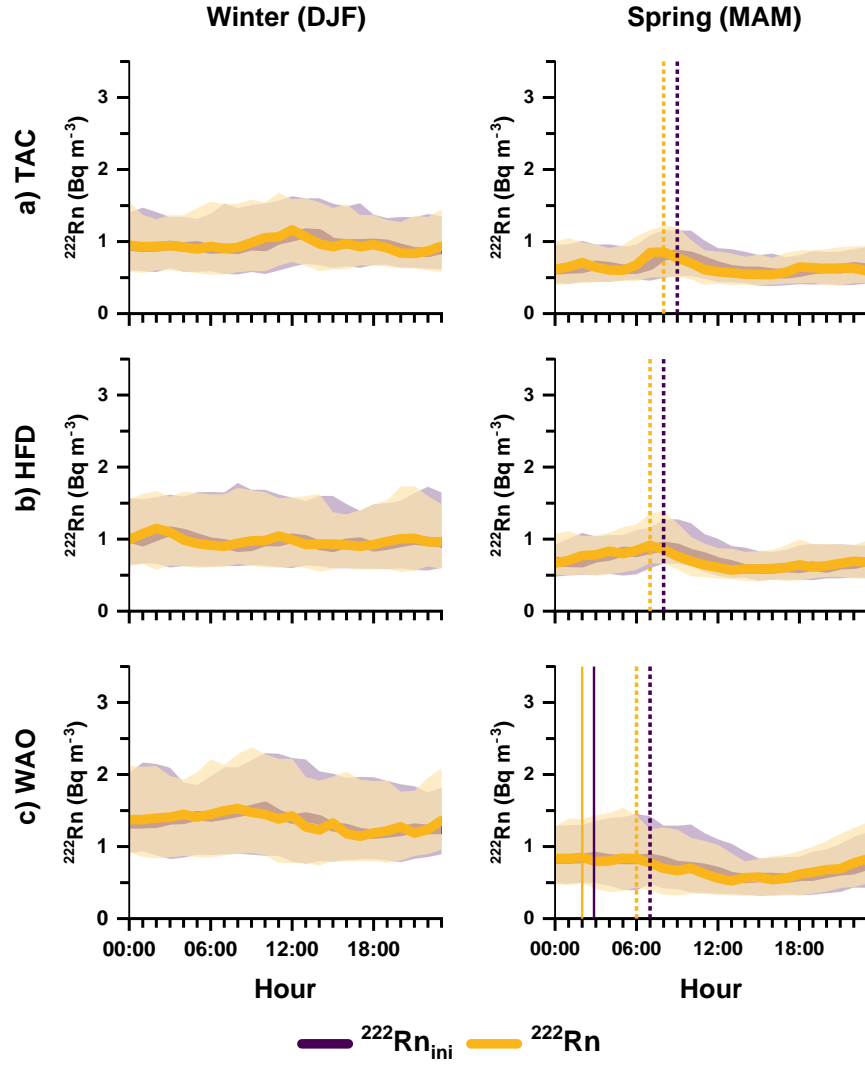 Winter (DJF)
Spring (MAM)
a) TAC
²²²Rn (Bq m⁻³)
3
2
1
0
²²²Rn (Bq m⁻³)
3
2
1
0
b) HFD
²²²Rn (Bq m⁻³)
3
2
1
0
²²²Rn (Bq m⁻³)
3
2
1
0
c) WAO
²²²Rn (Bq m⁻³)
3
2
1
0
00:00 06:00 12:00 18:00
Hour
²²²Rn (Bq m⁻³)
3
2
1
0
00:00 06:00 12:00 18:00
Hour
²²²Rnini ²²²Rn